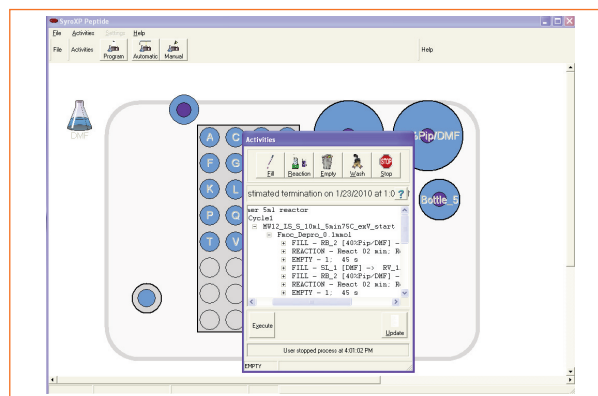 SyroXP Peptide
File Activities Settings Help
File Activities Program Automatic Manual Help
DMF
A C
%Pip/DMF
F G
K L
Bottle_5
P Q
T V
Activities
Fill Reaction Empty Wash Stop
stimated termination on 1/23/2010 at 1:0
ser 5ml reactor
Cycle1
MW12_IS_S_10ml_5min75C_exV_start
Fmoc_Depro_0.1mmol
FILL - RB_2 [40%Pip/DMF] -
REACTION - React 02 min; R
EMPTY - 1; 45 s
FILL - SL_1 [DMF] -> RV_1
FILL - RB_2 [40%Pip/DMF] -
REACTION - React 02 min; R
EMPTY - 1; 45 s
Execute Update
User stopped process at 4:01:02 PM
EMPTY